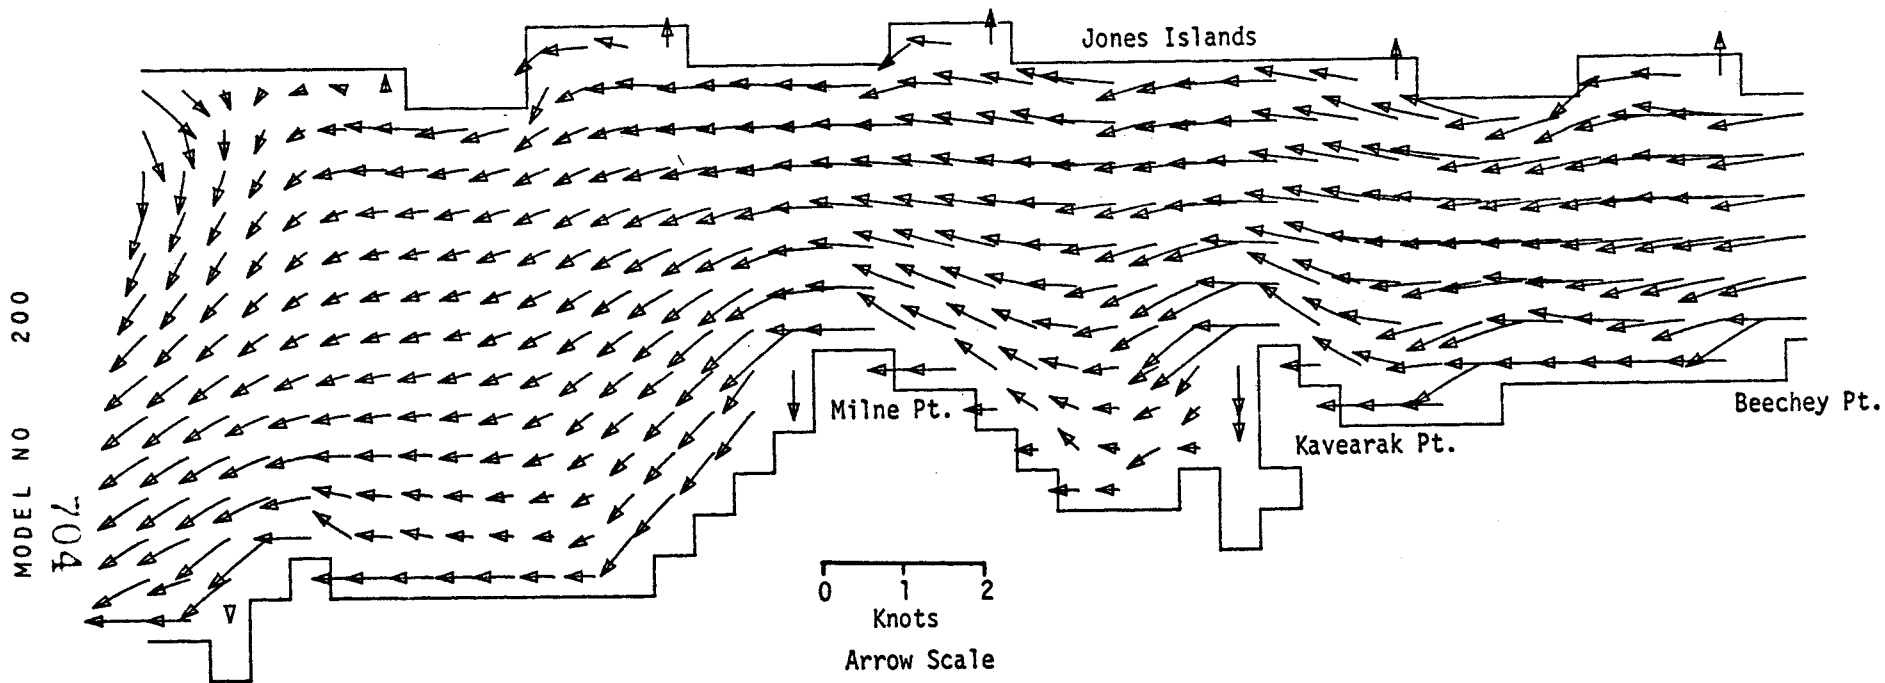 Jones Islands
Milne Pt.
Kavearak Pt.
Beechey Pt.
MODEL NO 200
704
0 1 2
Knots
Arrow Scale